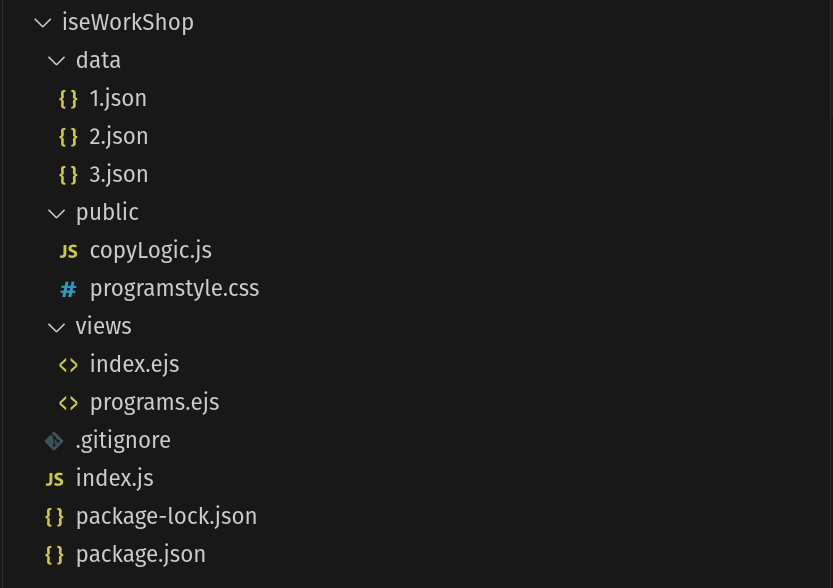 iseWorkShop
data
{} 1.json
{} 2.json
{} 3.json
public
JS copyLogic.js
# programstyle.css
views
<> index.ejs
<> programs.ejs
.gitignore
JS index.js
{} package-lock.json
{} package.json